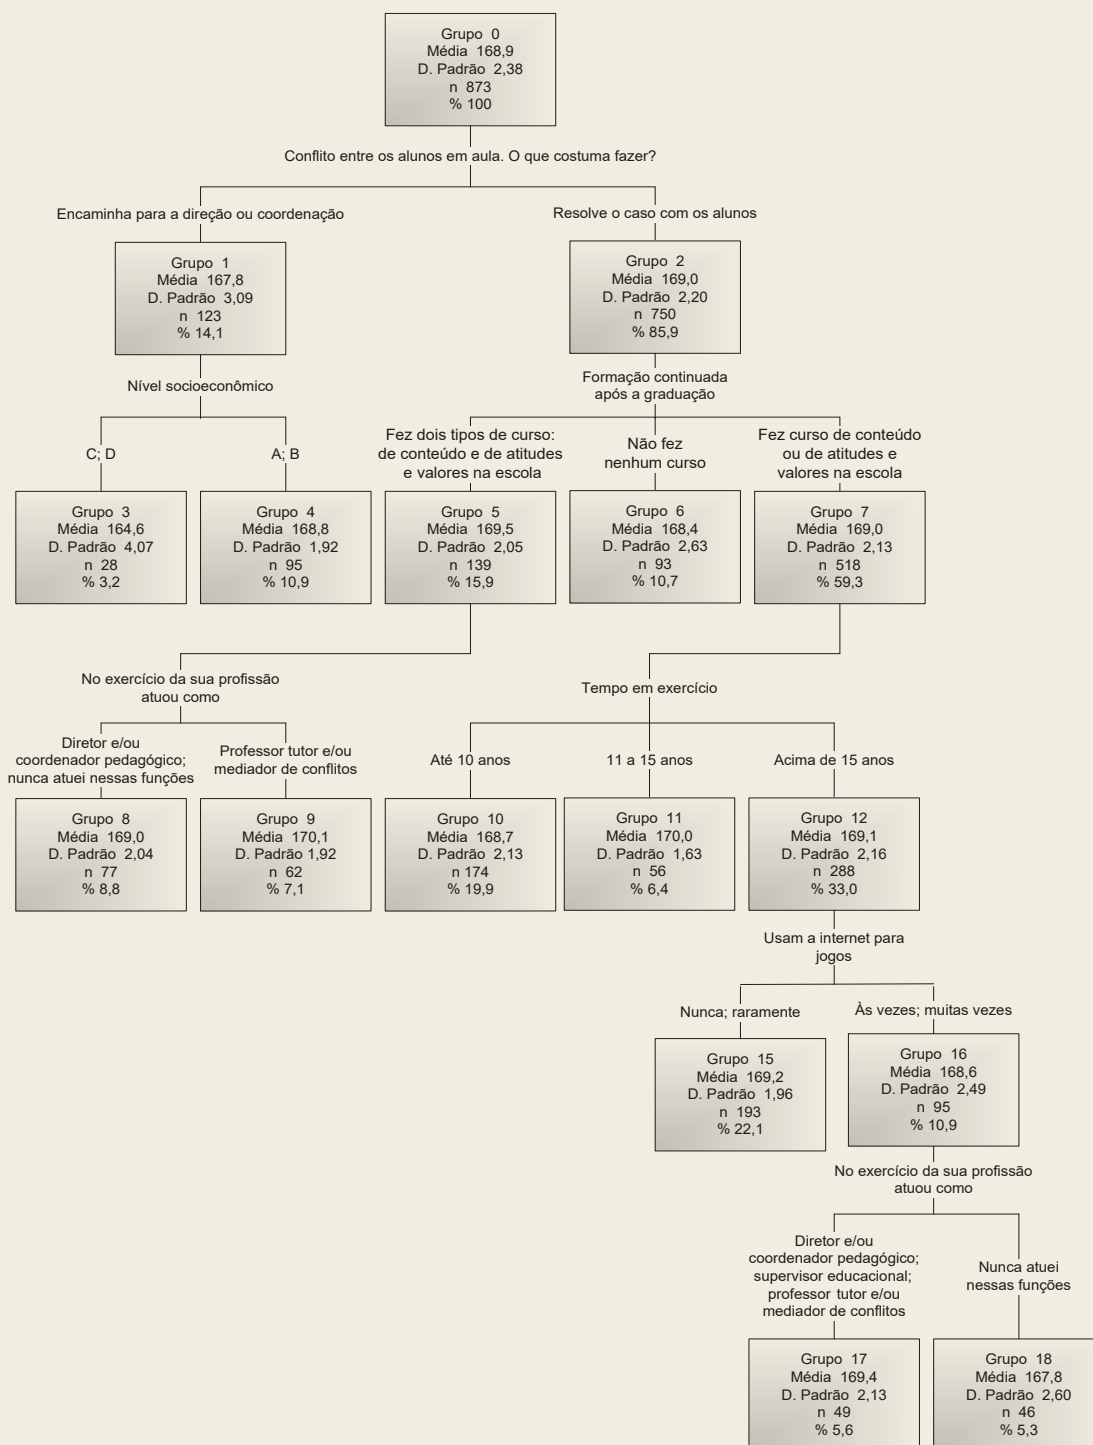 Grupo 0
Média 168,9
D. Padrão 2,38
n 873
% 100
Conflito entre os alunos em aula. O que costuma fazer?
Encaminha para a direção ou coordenação
Resolve o caso com os alunos
Grupo 1
Média 167,8
D. Padrão 3,09
n 123
% 14,1
Grupo 2
Média 169,0
D. Padrão 2,20
n 750
% 85,9
Nível socioeconômico
Formação continuada
após a graduação
C; D
A; B
Fez dois tipos de curso:
de conteúdo e de atitudes
e valores na escola
Não fez
nenhum curso
Fez curso de conteúdo
ou de atitudes e
valores na escola
Grupo 3
Média 164,6
D. Padrão 4,07
n 28
% 3,2
Grupo 4
Média 168,8
D. Padrão 1,92
n 95
% 10,9
Grupo 5
Média 169,5
D. Padrão 2,05
n 139
% 15,9
Grupo 6
Média 168,4
D. Padrão 2,63
n 93
% 10,7
Grupo 7
Média 169,0
D. Padrão 2,13
n 518
% 59,3
No exercício da sua profissão
atuou como
Tempo em exercício
Diretor e/ou
coordenador pedagógico;
nunca atuei nessas funções
Professor tutor e/ou
mediador de conflitos
Até 10 anos
11 a 15 anos
Acima de 15 anos
Grupo 8
Média 169,0
D. Padrão 2,04
n 77
% 8,8
Grupo 9
Média 170,1
D. Padrão 1,92
n 62
% 7,1
Grupo 10
Média 168,7
D. Padrão 2,13
n 174
% 19,9
Grupo 11
Média 170,0
D. Padrão 1,63
n 56
% 6,4
Grupo 12
Média 169,1
D. Padrão 2,16
n 288
% 33,0
Usam a internet para
jogos
Nunca; raramente
Às vezes; muitas vezes
Grupo 15
Média 169,2
D. Padrão 1,96
n 193
% 22,1
Grupo 16
Média 168,6
D. Padrão 2,49
n 95
% 10,9
No exercício da sua profissão
atuou como
Diretor e/ou
coordenador pedagógico;
supervisor educacional;
professor tutor e/ou
mediador de conflitos
Nunca atuei
nessas funções
Grupo 17
Média 169,4
D. Padrão 2,13
n 49
% 5,6
Grupo 18
Média 167,8
D. Padrão 2,60
n 46
% 5,3